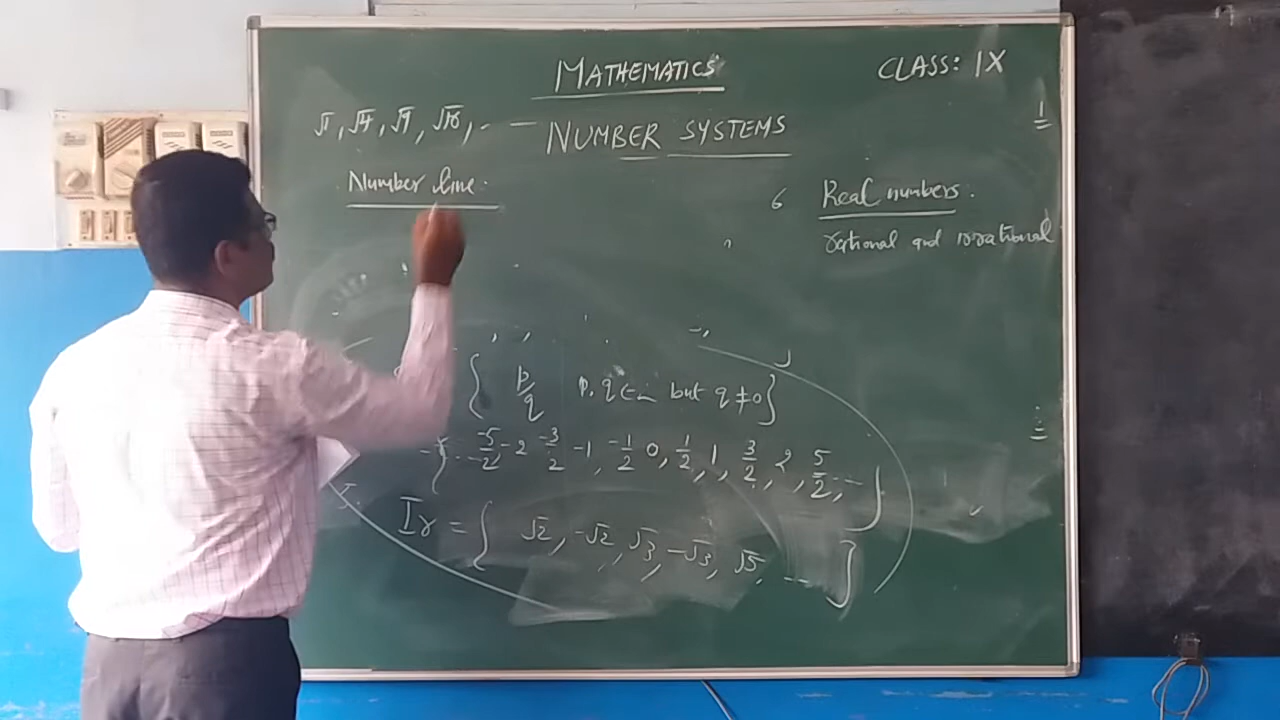 MATHEMATICS
CLASS: IX
√1, √4, √9, √16, - —
1
NUMBER SYSTEMS
Number line
6 Real numbers.
rational and irrational
{ p/q p, q ∈ but q ≠ 0 }
{ - - -5/2 -2 -3/2 -1, -1/2 0, 1/2, 1, 3/2, 2, 5/2, - - }
Ir = { √2, -√2, √3, -√3, √5, - - }